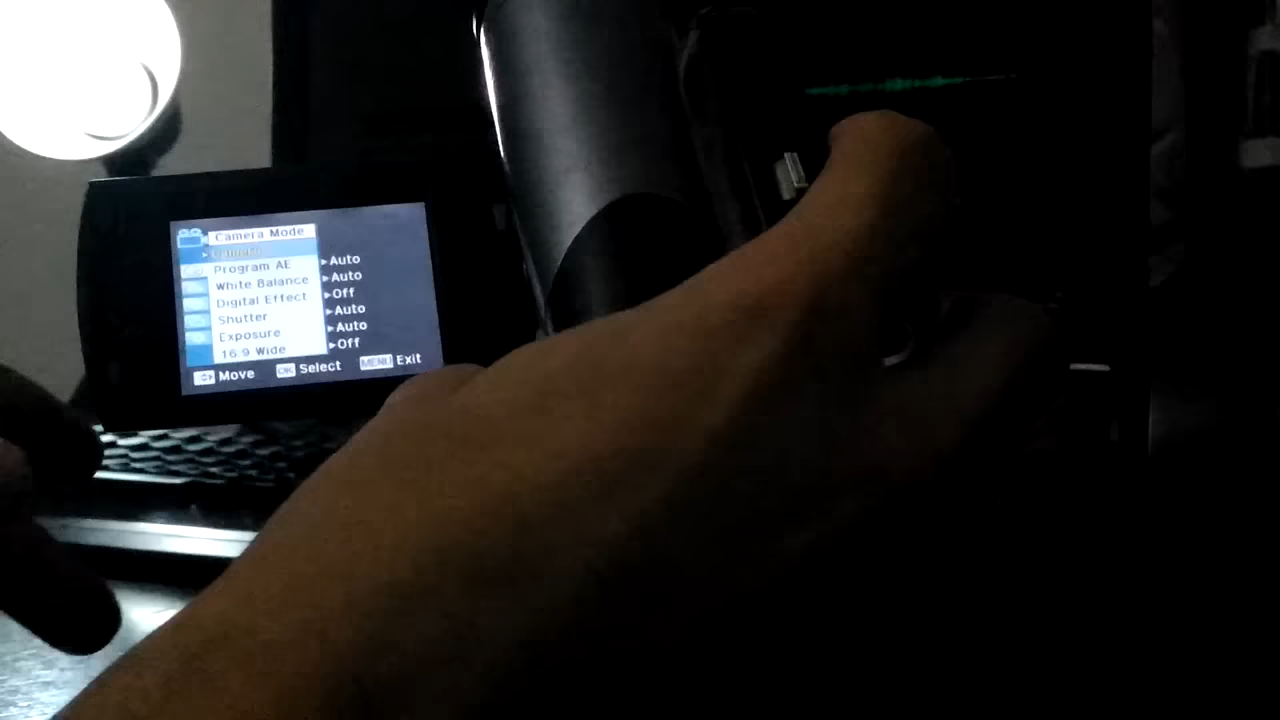 Camera Mode
Camera
Program AE ▸Auto
White Balance ▸Auto
Digital Effect ▸Off
Shutter ▸Auto
Exposure ▸Auto
16:9 Wide ▸Off
Move OK Select MENU Exit